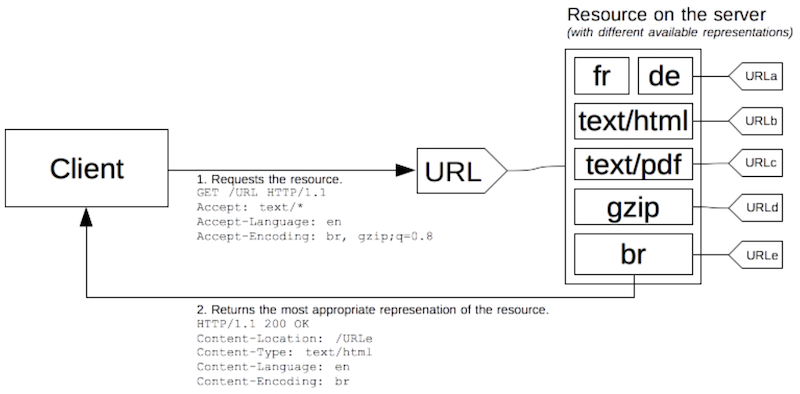 Resource on the server
(with different available representations)
fr
de
URLa
text/html
URLb
Client
URL
text/pdf
URLc
1. Requests the resource.
GET /URL HTTP/1.1
Accept: text/*
Accept-Language: en
Accept-Encoding: br, gzip;q=0.8
gzip
URLd
br
URLe
2. Returns the most appropriate represenation of the resource.
HTTP/1.1 200 OK
Content-Location: /URLe
Content-Type: text/html
Content-Language: en
Content-Encoding: br